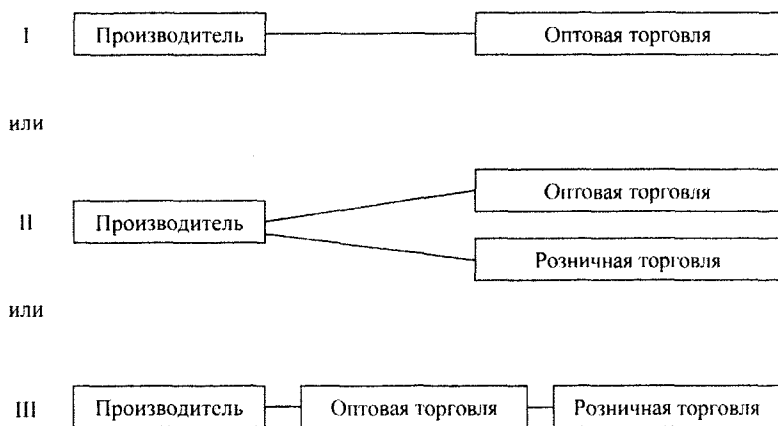 I Производитель Оптовая торговля
или
Оптовая торговля
II Производитель
Розничная торговля
или
III Производитель Оптовая торговля Розничная торговля